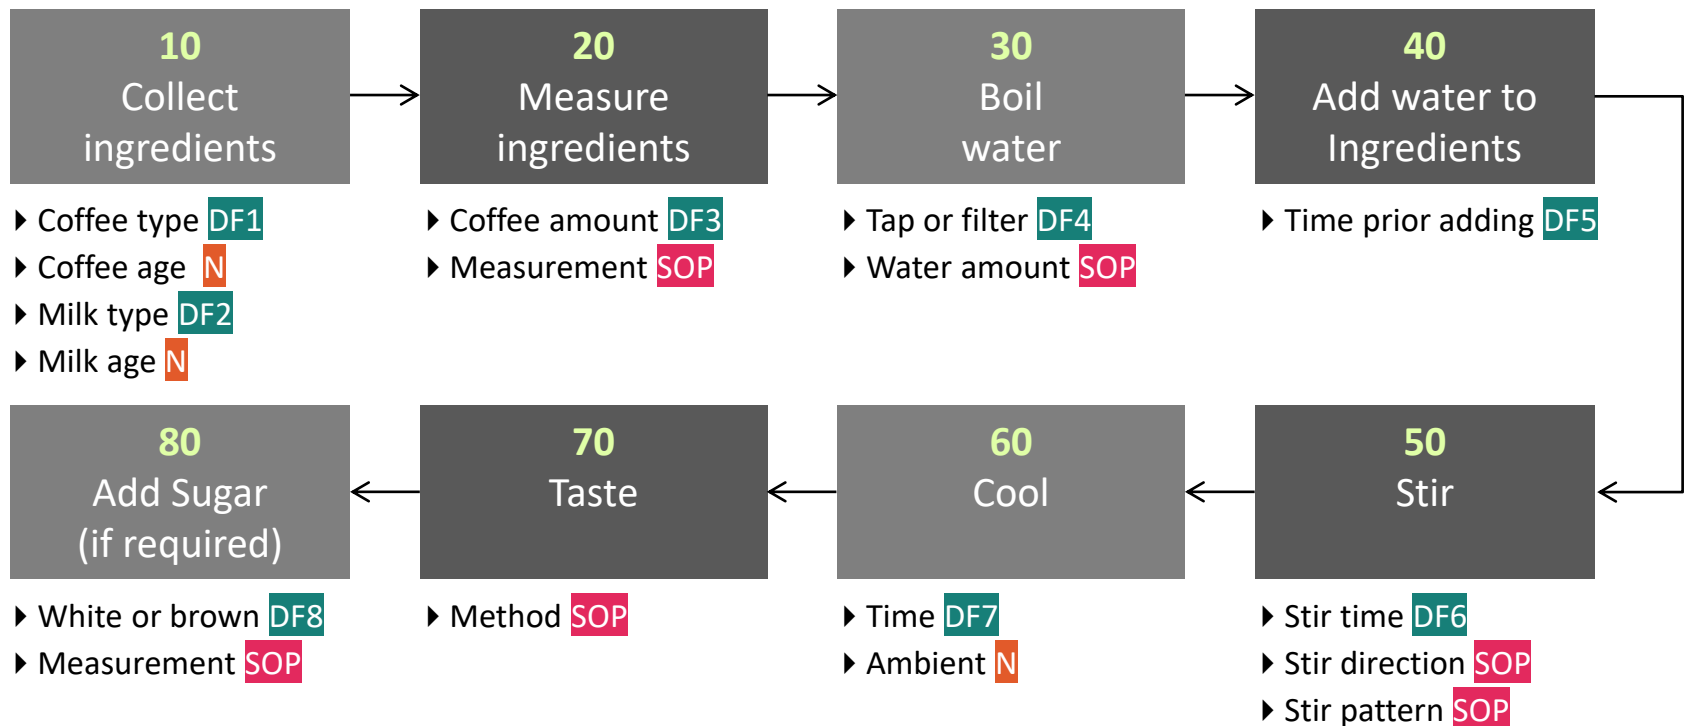 10
Collect
ingredients
▸ Coffee type DF1
▸ Coffee age N
▸ Milk type DF2
▸ Milk age N
20
Measure
ingredients
▸ Coffee amount DF3
▸ Measurement SOP
30
Boil
water
▸ Tap or filter DF4
▸ Water amount SOP
40
Add water to
Ingredients
▸ Time prior adding DF5
50
Stir
▸ Stir time DF6
▸ Stir direction SOP
▸ Stir pattern SOP
60
Cool
▸ Time DF7
▸ Ambient N
70
Taste
▸ Method SOP
80
Add Sugar
(if required)
▸ White or brown DF8
▸ Measurement SOP